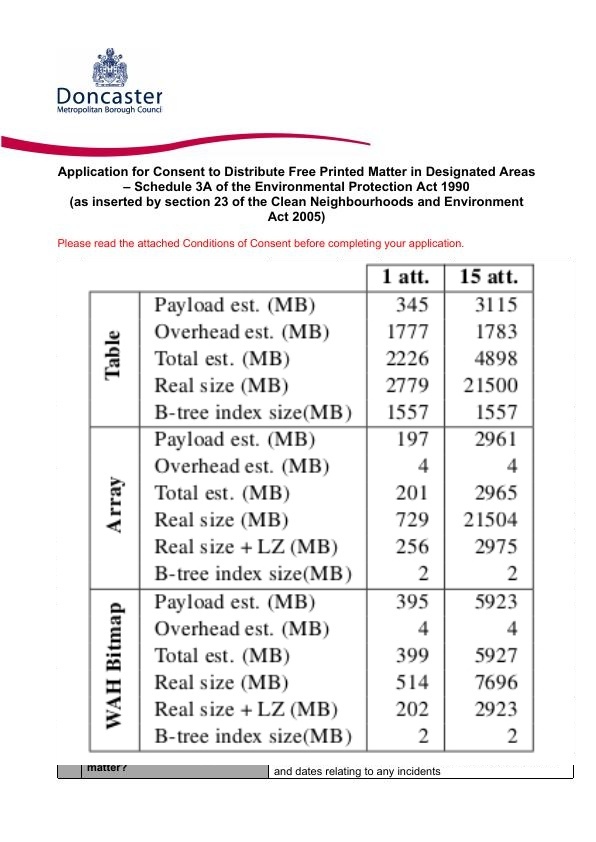 Doncaster
Metropolitan Borough Council
Application for Consent to Distribute Free Printed Matter in Designated Areas
– Schedule 3A of the Environmental Protection Act 1990
(as inserted by section 23 of the Clean Neighbourhoods and Environment
Act 2005)
Please read the attached Conditions of Consent before completing your application.
1 att. 15 att.
Table
Payload est. (MB) 345 3115
Overhead est. (MB) 1777 1783
Total est. (MB) 2226 4898
Real size (MB) 2779 21500
B-tree index size(MB) 1557 1557
Array
Payload est. (MB) 197 2961
Overhead est. (MB) 4 4
Total est. (MB) 201 2965
Real size (MB) 729 21504
Real size + LZ (MB) 256 2975
B-tree index size(MB) 2 2
WAH Bitmap
Payload est. (MB) 395 5923
Overhead est. (MB) 4 4
Total est. (MB) 399 5927
Real size (MB) 514 7696
Real size + LZ (MB) 202 2923
B-tree index size(MB) 2 2
matter?
and dates relating to any incidents